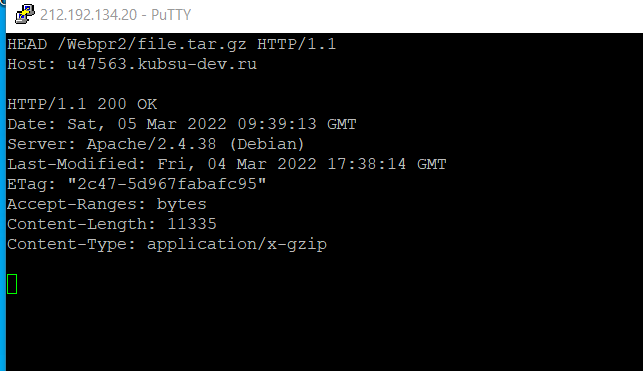 212.192.134.20 - PuTTY
HEAD /Webpr2/file.tar.gz HTTP/1.1
Host: u47563.kubsu-dev.ru
HTTP/1.1 200 OK
Date: Sat, 05 Mar 2022 09:39:13 GMT
Server: Apache/2.4.38 (Debian)
Last-Modified: Fri, 04 Mar 2022 17:38:14 GMT
ETag: "2c47-5d967fabafc95"
Accept-Ranges: bytes
Content-Length: 11335
Content-Type: application/x-gzip